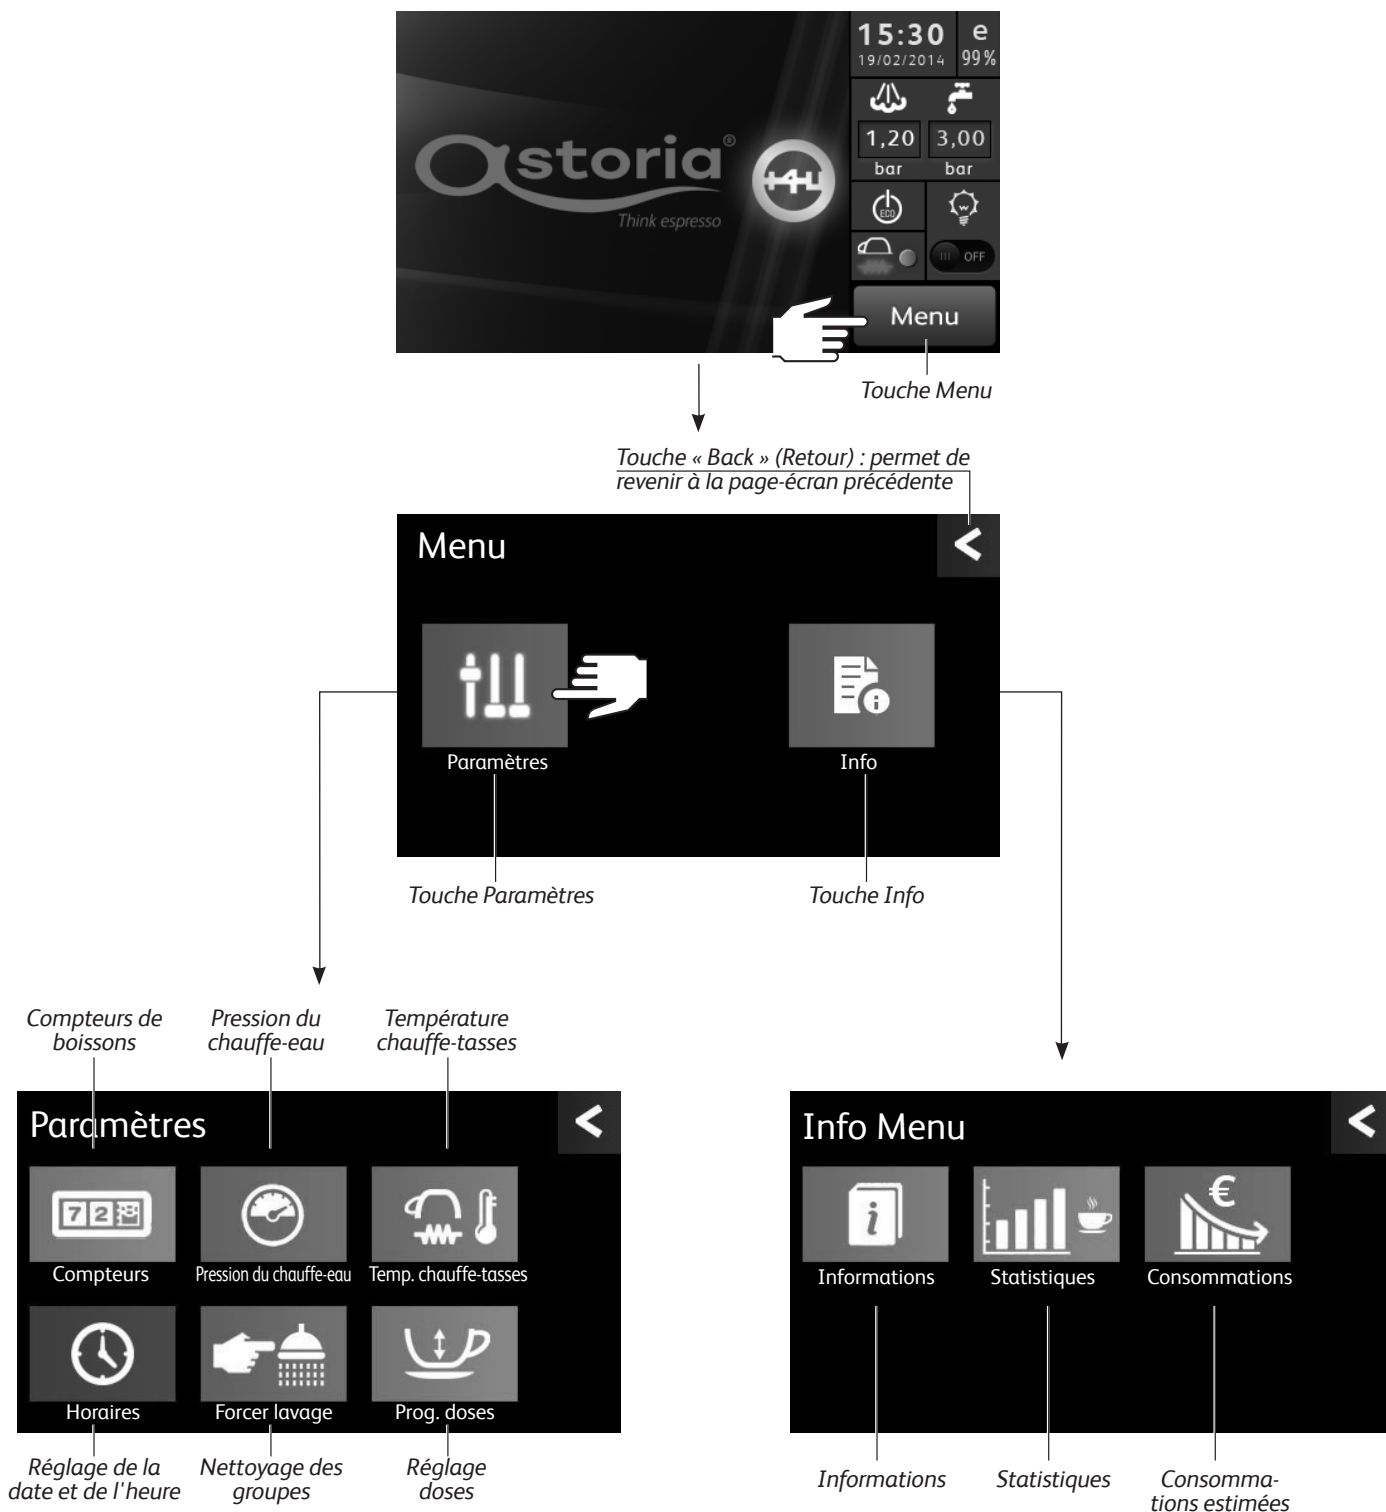 15:30
19/02/2014
e
99%
1,20
3,00
bar
bar
ECO
OFF
astoria®
Think espresso
+4U
Menu
Touche Menu
Touche « Back » (Retour) : permet de
revenir à la page-écran précédente
Menu
Paramètres
Info
Touche Paramètres
Touche Info
Compteurs de
boissons
Pression du
chauffe-eau
Température
chauffe-tasses
Paramètres
72
Compteurs
Pression du chauffe-eau
Temp. chauffe-tasses
Horaires
Forcer lavage
Prog. doses
Réglage de la
date et de l'heure
Nettoyage des
groupes
Réglage
doses
Info Menu
i
€
Informations
Statistiques
Consommations
Informations
Statistiques
Consomma-
tions estimées